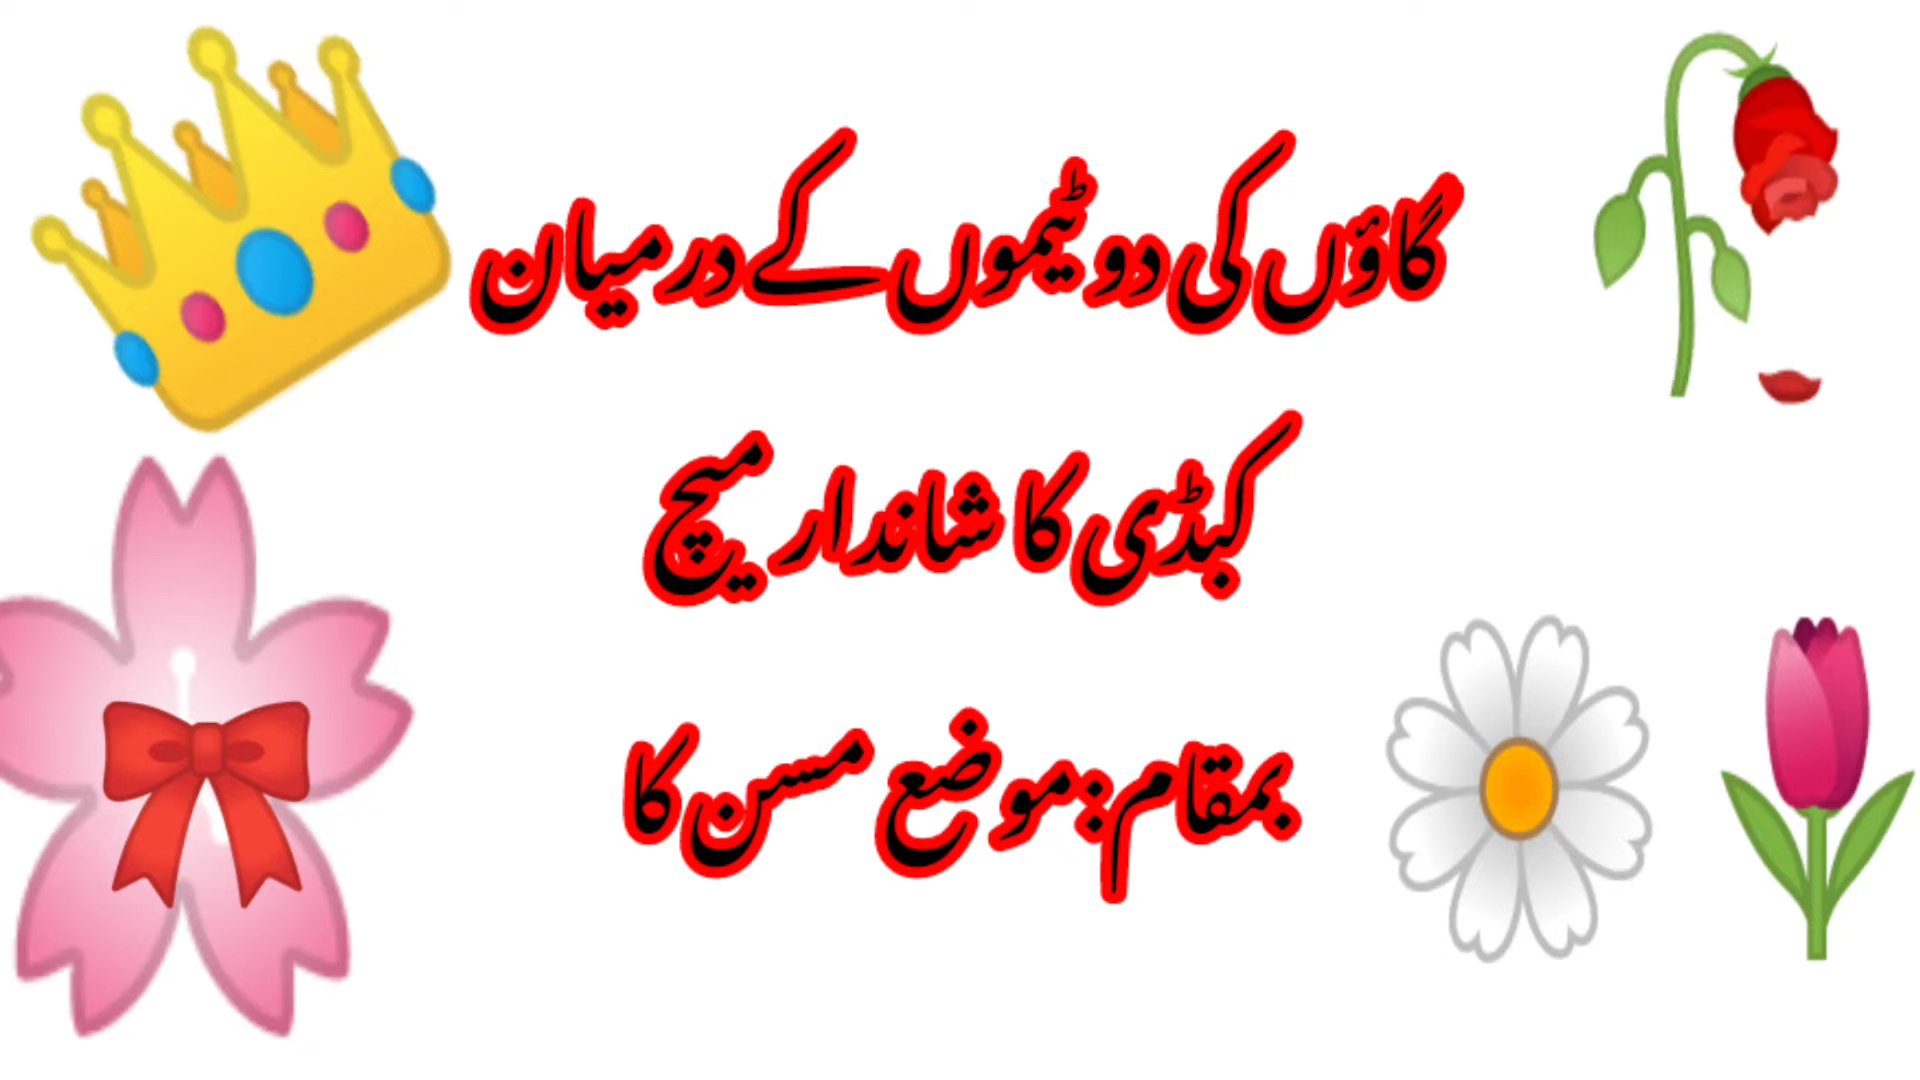 گاؤں کی دو ٹیموں کے درمیان
کبڈی کا شاندار میچ
بمقام:موضع مسن کا